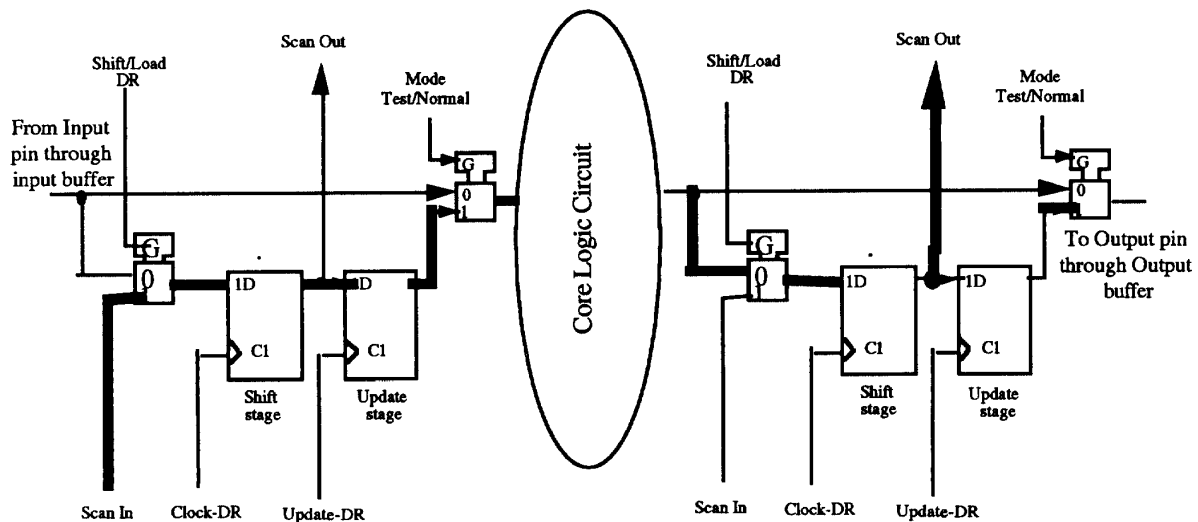 Scan Out
Shift/Load
DR
Mode
Test/Normal
From Input
pin through
input buffer
G
0
1
G
0
1D
C1
Shift
stage
1D
C1
Update
stage
Scan In
Clock-DR
Update-DR
Core Logic Circuit
Scan Out
Shift/Load
DR
Mode
Test/Normal
G
0
G
0
1
1D
C1
Shift
stage
1D
C1
Update
stage
To Output pin
through Output
buffer
Scan In
Clock-DR
Update-DR